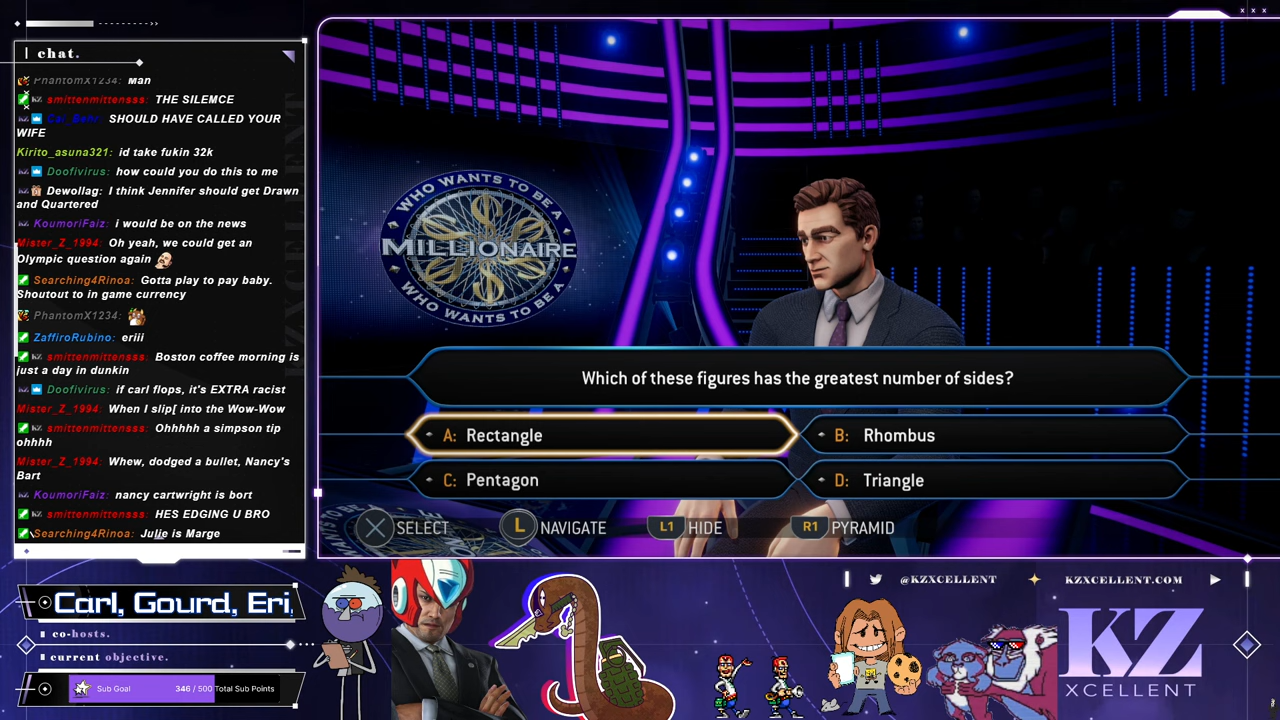 chat.
PhantomX1234: Man
smittenmittensss: THE SILEMCE
Car_Behr: SHOULD HAVE CALLED YOUR
WIFE
Kirito_asuna321: id take fukin 32k
Doofivirus: how could you do this to me
Dewollag: I think Jennifer should get Drawn
and Quartered
KoumoriFaiz: i would be on the news
Mister_Z_1994: Oh yeah, we could get an
Olympic question again
Searching4Rinoa: Gotta play to pay baby.
Shoutout to in game currency
PhantomX1234:
ZaffiroRubino: eriii
smittenmittensss: Boston coffee morning is
just a day in dunkin
Doofivirus: if carl flops, it's EXTRA racist
Mister_Z_1994: When I slip[ into the Wow-Wow
smittenmittensss: Ohhhhh a simpson tip
ohhhh
Mister_Z_1994: Whew, dodged a bullet, Nancy's
Bart
KoumoriFaiz: nancy cartwright is bort
smittenmittensss: HES EDGING U BRO
Searching4Rinoa: Julie is Marge
WHO WANTS TO BE A
MILLIONAIRE
WHO WANTS TO BE A
Which of these figures has the greatest number of sides?
A: Rectangle
B: Rhombus
C: Pentagon
D: Triangle
SELECT
L NAVIGATE
L1 HIDE
R1 PYRAMID
Carl, Gourd, Eri,
co-hosts.
current objective.
Sub Goal
346 / 500 Total Sub Points
@KZXCELLENT
KZXCELLENT.COM
KZ
XCELLENT